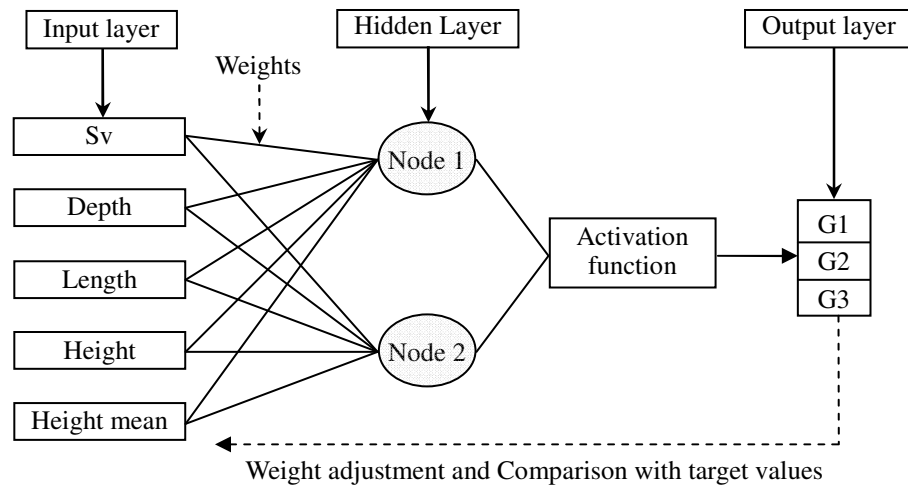 Input layer
Hidden Layer
Output layer
Weights
Sv
Node 1
Depth
G1
Activation
function
G2
Length
G3
Height
Node 2
Height mean
Weight adjustment and Comparison with target values